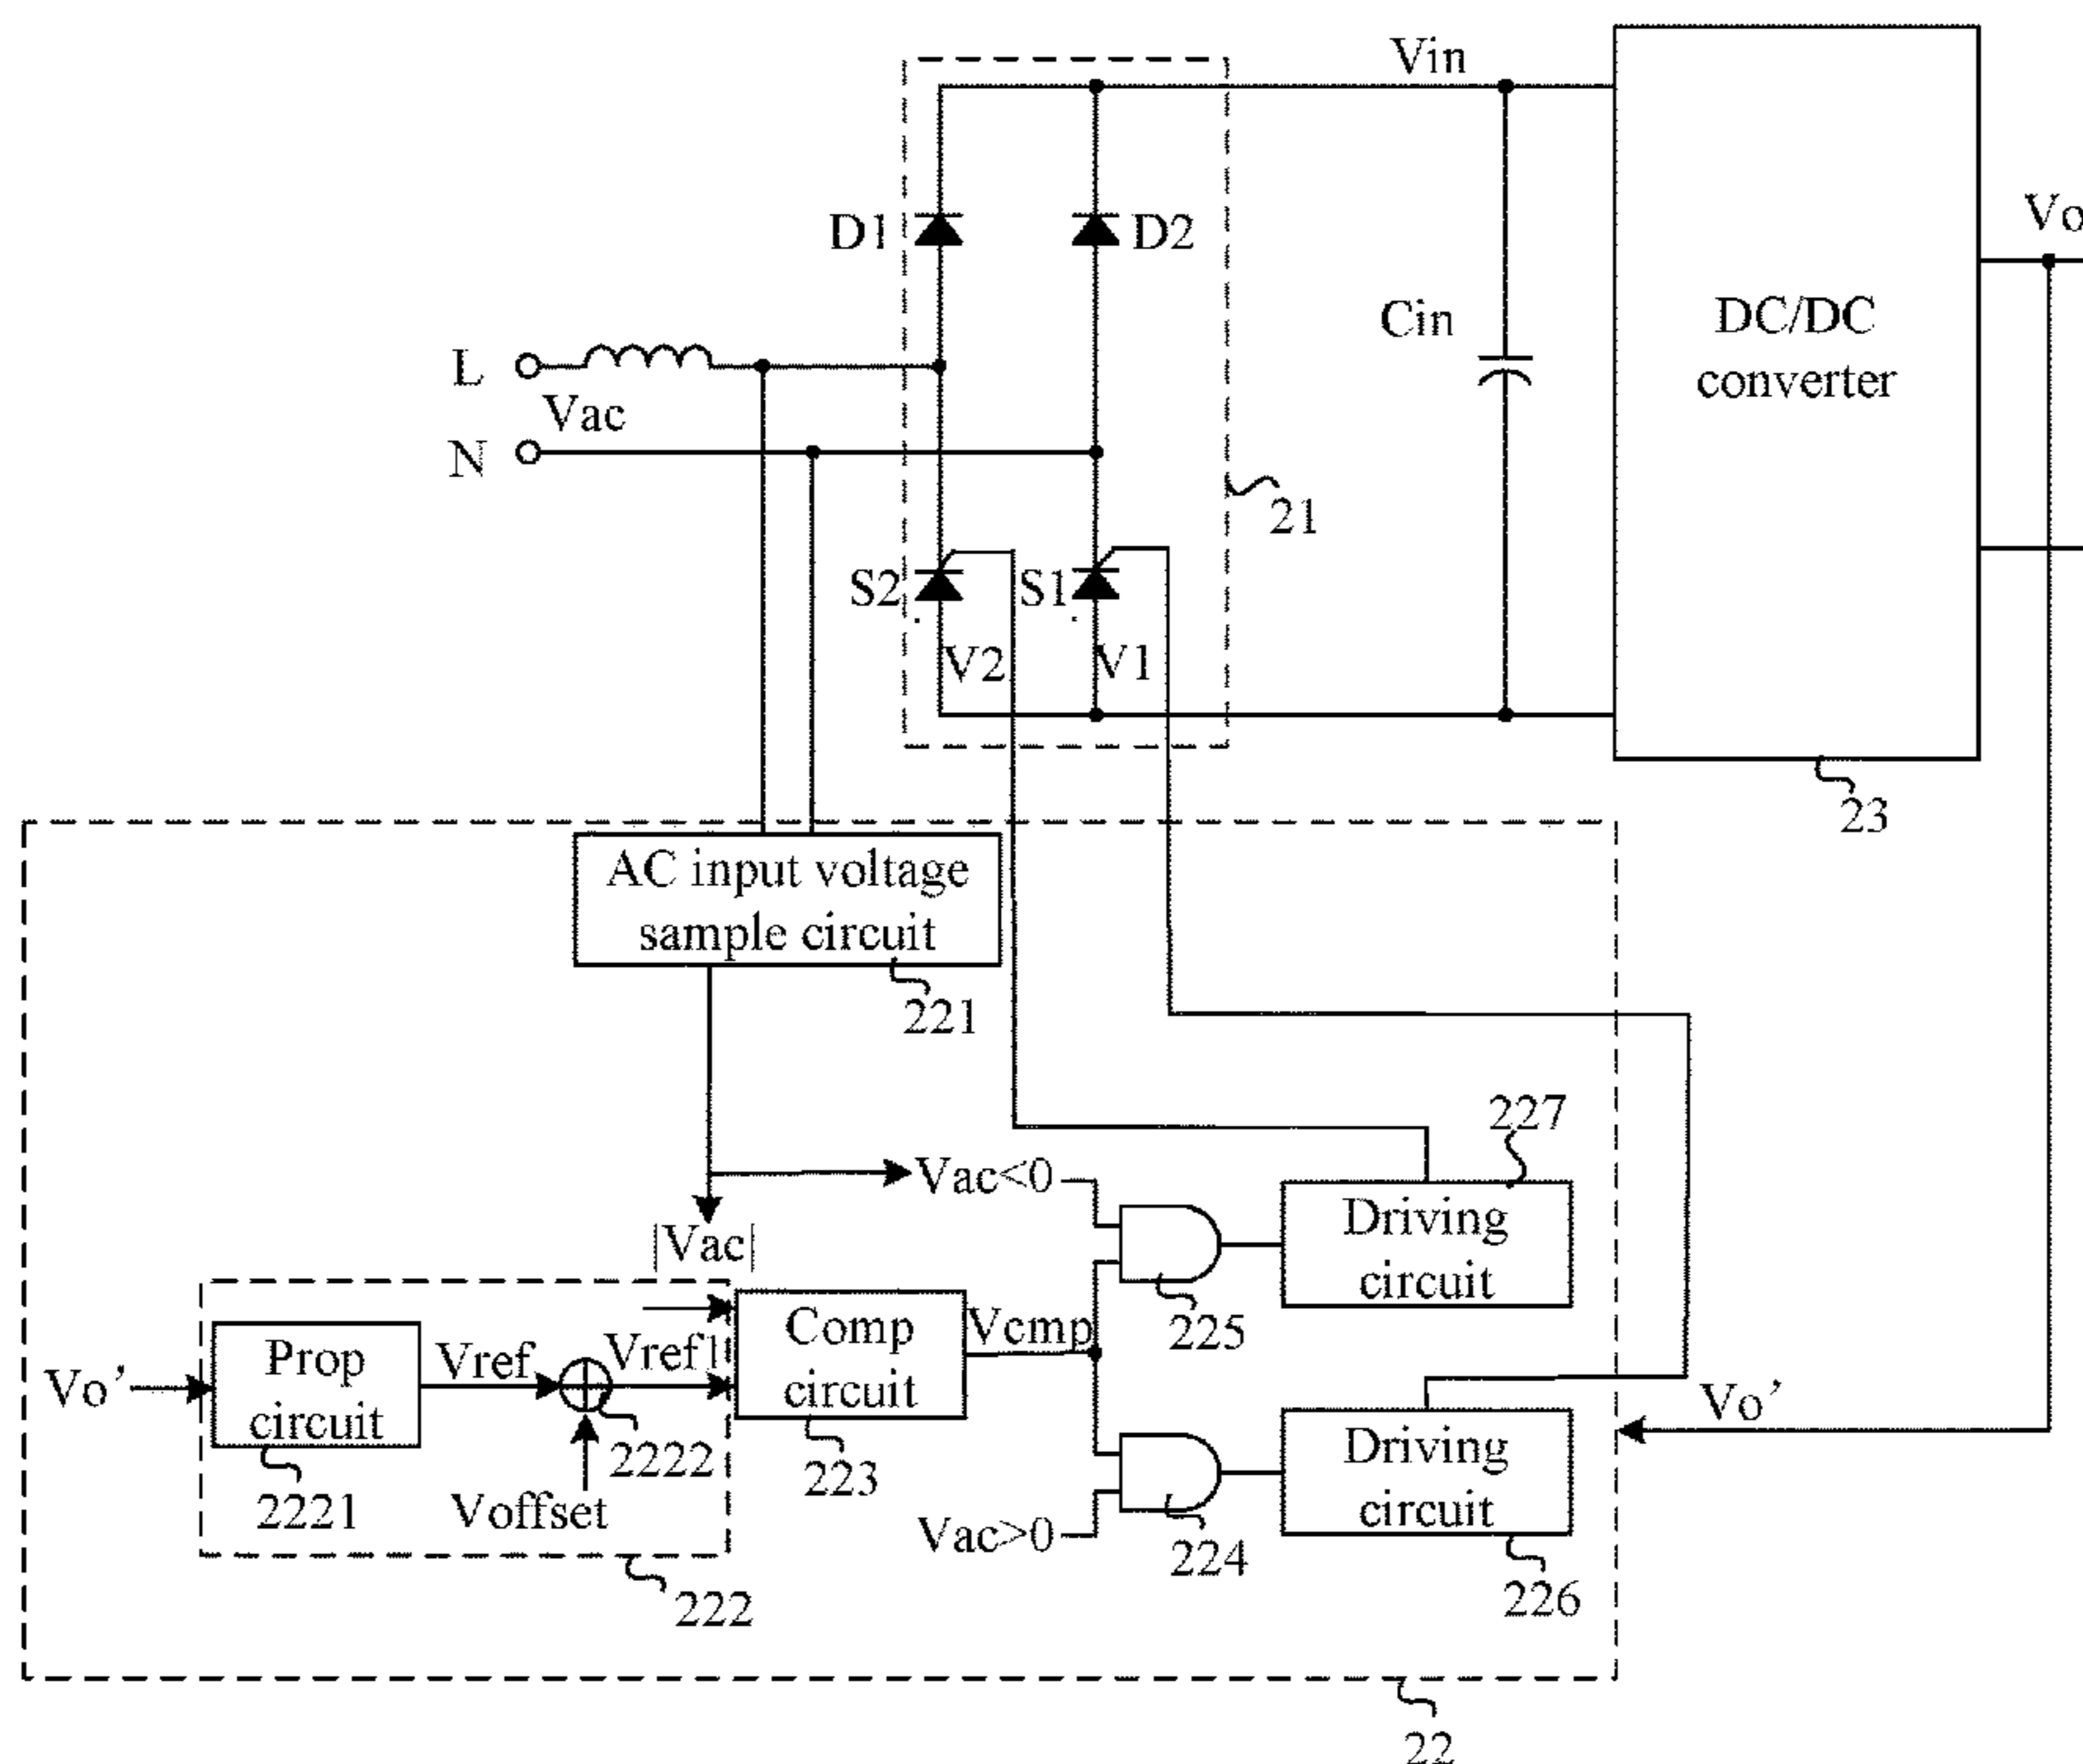 Vin
Vo
D1
D2
DC/DC
converter
Cin
L
Vac
N
21
S2
S1
V2
V1
23
AC input voltage
sample circuit
221
227
Vac<0
Driving
circuit
|Vac|
225
Comp
circuit
Vcmp
Vref
Vref1
Prop
circuit
Vo’
Vo’
2222
223
Driving
circuit
2221
Voffset
Vac>0
224
226
222
22